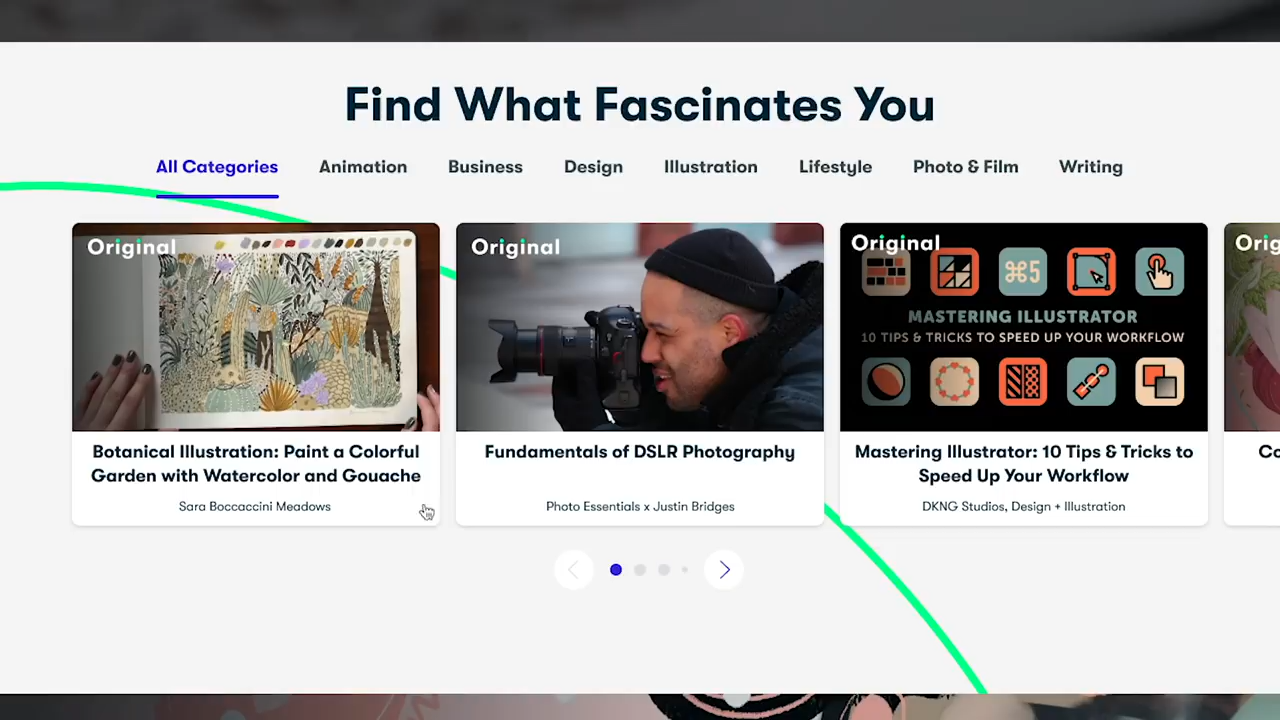 Find What Fascinates You
All Categories Animation Business Design Illustration Lifestyle Photo & Film Writing
Original
Botanical Illustration: Paint a Colorful
Garden with Watercolor and Gouache
Sara Boccaccini Meadows
Original
Fundamentals of DSLR Photography
Photo Essentials x Justin Bridges
Original
⌘5
MASTERING ILLUSTRATOR
10 TIPS & TRICKS TO SPEED UP YOUR WORKFLOW
Mastering Illustrator: 10 Tips & Tricks to
Speed Up Your Workflow
DKNG Studios, Design + Illustration
Orig
Co